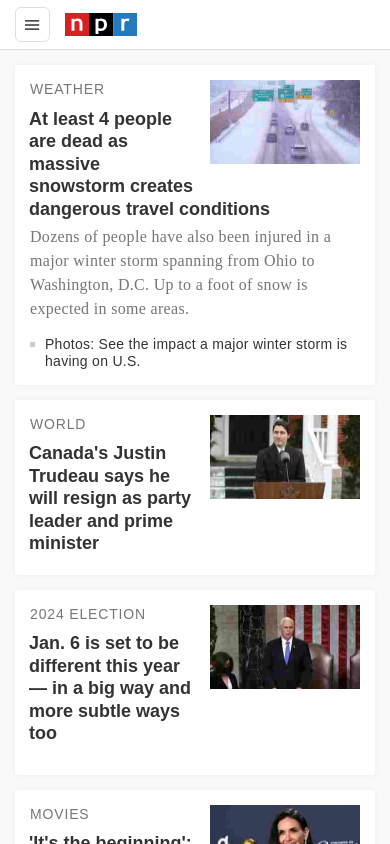 npr
WEATHER
At least 4 people
are dead as
massive
snowstorm creates
dangerous travel conditions
Dozens of people have also been injured in a
major winter storm spanning from Ohio to
Washington, D.C. Up to a foot of snow is
expected in some areas.
Photos: See the impact a major winter storm is
having on U.S.
WORLD
Canada's Justin
Trudeau says he
will resign as party
leader and prime
minister
2024 ELECTION
Jan. 6 is set to be
different this year
— in a big way and
more subtle ways
too
MOVIES
'It's the beginning':